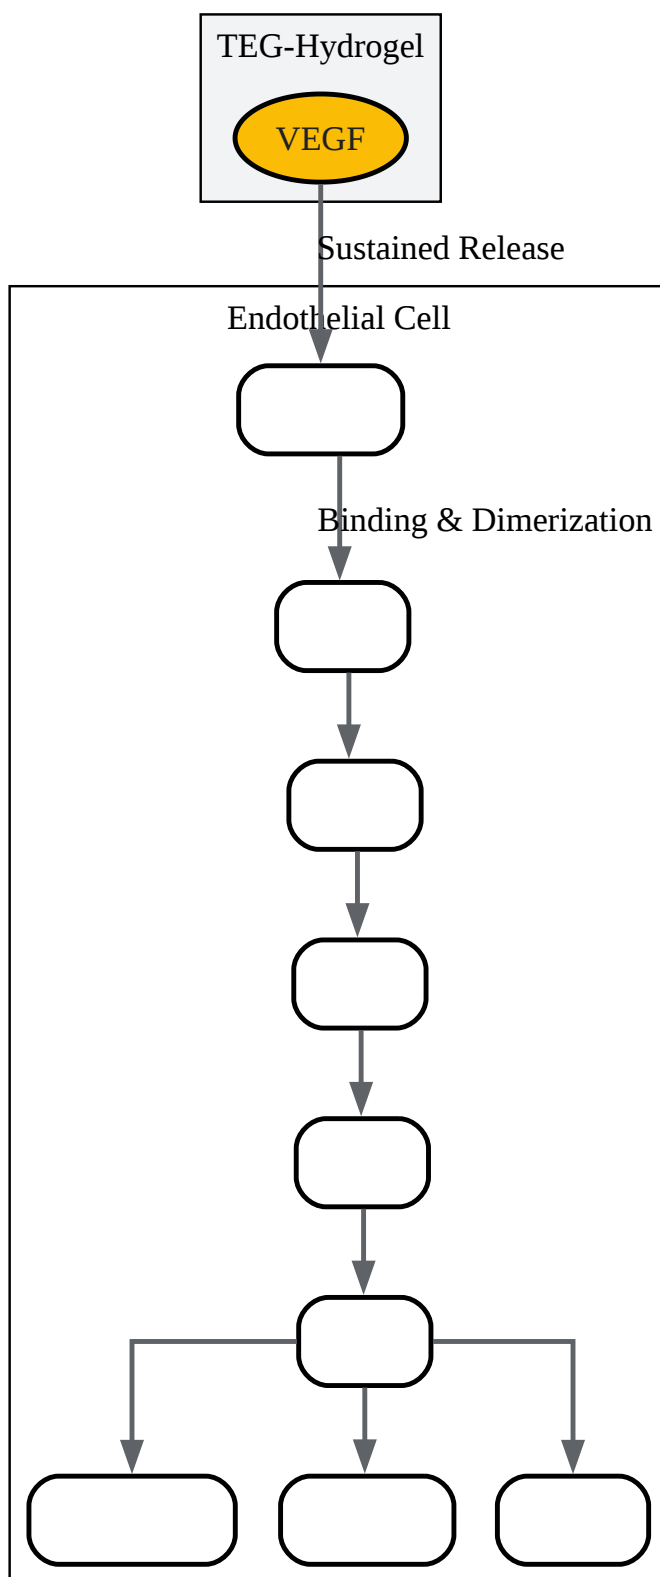 TEG-Hydrogel
VEGF
Sustained Release
Endothelial Cell
Binding & Dimerization